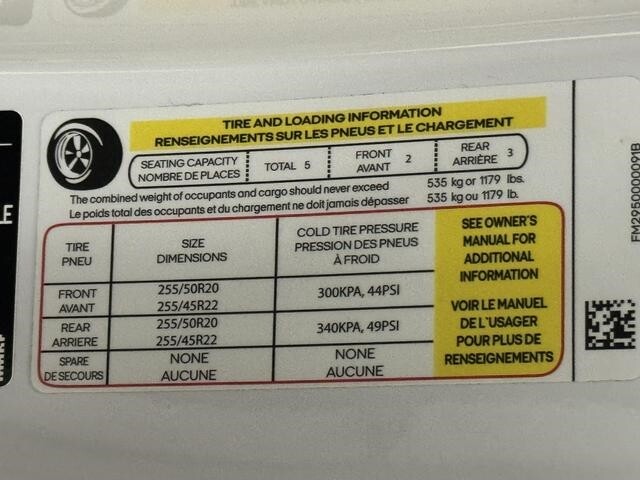 TIRE AND LOADING INFORMATION
RENSEIGNEMENTS SUR LES PNEUS ET LE CHARGEMENT
SEATING CAPACITY
NOMBRE DE PLACES
TOTAL 5
FRONT
AVANT 2
REAR
ARRIÈRE 3
The combined weight of occupants and cargo should never exceed 535 kg or 1179 lbs.
Le poids total des occupants et du chargement ne doit jamais dépasser 535 kg ou 1179 lb.
TIRE
PNEU
SIZE
DIMENSIONS
COLD TIRE PRESSURE
PRESSION DES PNEUS
À FROID
FRONT
AVANT
255/50R20
255/45R22
300KPA, 44PSI
REAR
ARRIERE
255/50R20
255/45R22
340KPA, 49PSI
SPARE
DE SECOURS
NONE
AUCUNE
NONE
AUCUNE
SEE OWNER'S
MANUAL FOR
ADDITIONAL
INFORMATION
VOIR LE MANUEL
DE L'USAGER
POUR PLUS DE
RENSEIGNEMENTS